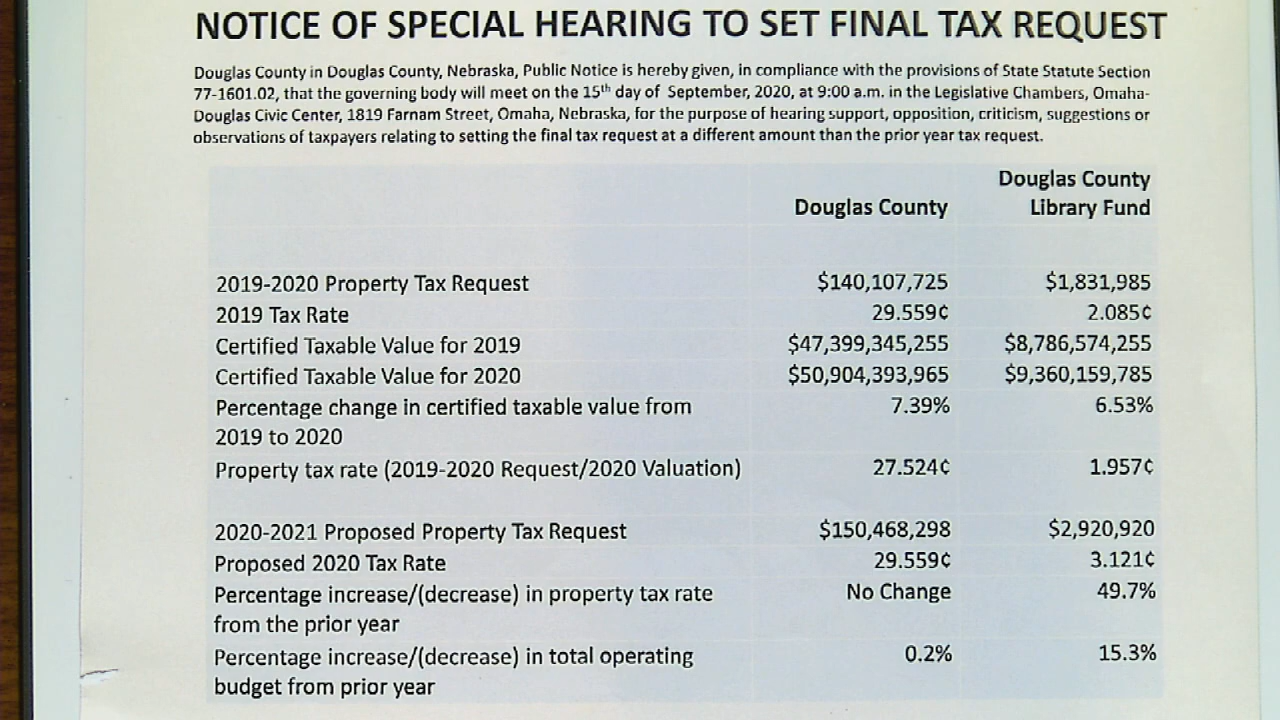 NOTICE OF SPECIAL HEARING TO SET FINAL TAX REQUEST
Douglas County in Douglas County, Nebraska, Public Notice is hereby given, in compliance with the provisions of State Statute Section
77-1601.02, that the governing body will meet on the 15th day of September, 2020, at 9:00 a.m. in the Legislative Chambers, Omaha-
Douglas Civic Center, 1819 Farnam Street, Omaha, Nebraska, for the purpose of hearing support, opposition, criticism, suggestions or
observations of taxpayers relating to setting the final tax request at a different amount than the prior year tax request.
Douglas County
Douglas County Library Fund
2019-2020 Property Tax Request $140,107,725 $1,831,985
2019 Tax Rate 29.559¢ 2.085¢
Certified Taxable Value for 2019 $47,399,345,255 $8,786,574,255
Certified Taxable Value for 2020 $50,904,393,965 $9,360,159,785
Percentage change in certified taxable value from 7.39% 6.53%
2019 to 2020
Property tax rate (2019-2020 Request/2020 Valuation) 27.524¢ 1.957¢
2020-2021 Proposed Property Tax Request $150,468,298 $2,920,920
Proposed 2020 Tax Rate 29.559¢ 3.121¢
Percentage increase/(decrease) in property tax rate No Change 49.7%
from the prior year
Percentage increase/(decrease) in total operating 0.2% 15.3%
budget from prior year